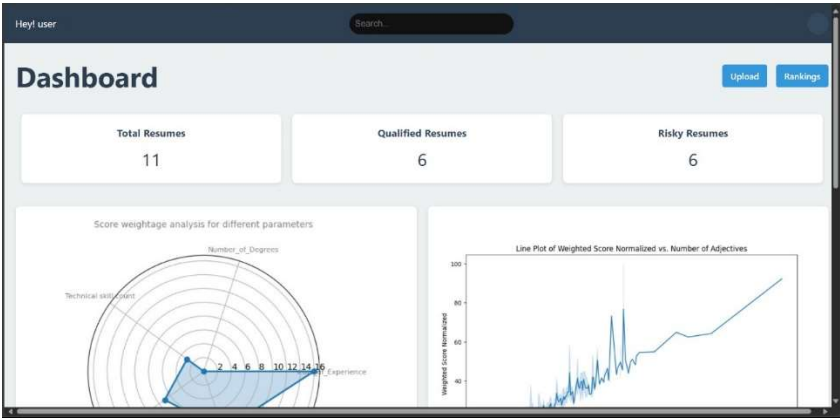 Hey! user
Search...
Dashboard
Upload
Rankings
Total Resumes
11
Qualified Resumes
6
Risky Resumes
6
Score weightage analysis for different parameters
Number_of_Degrees
Technical skill count
2 4 6 8 10 12 14 16
_Experience
Line Plot of Weighted Score Normalized vs. Number of Adjectives
100
80
60
40
Weighted Score Normalized